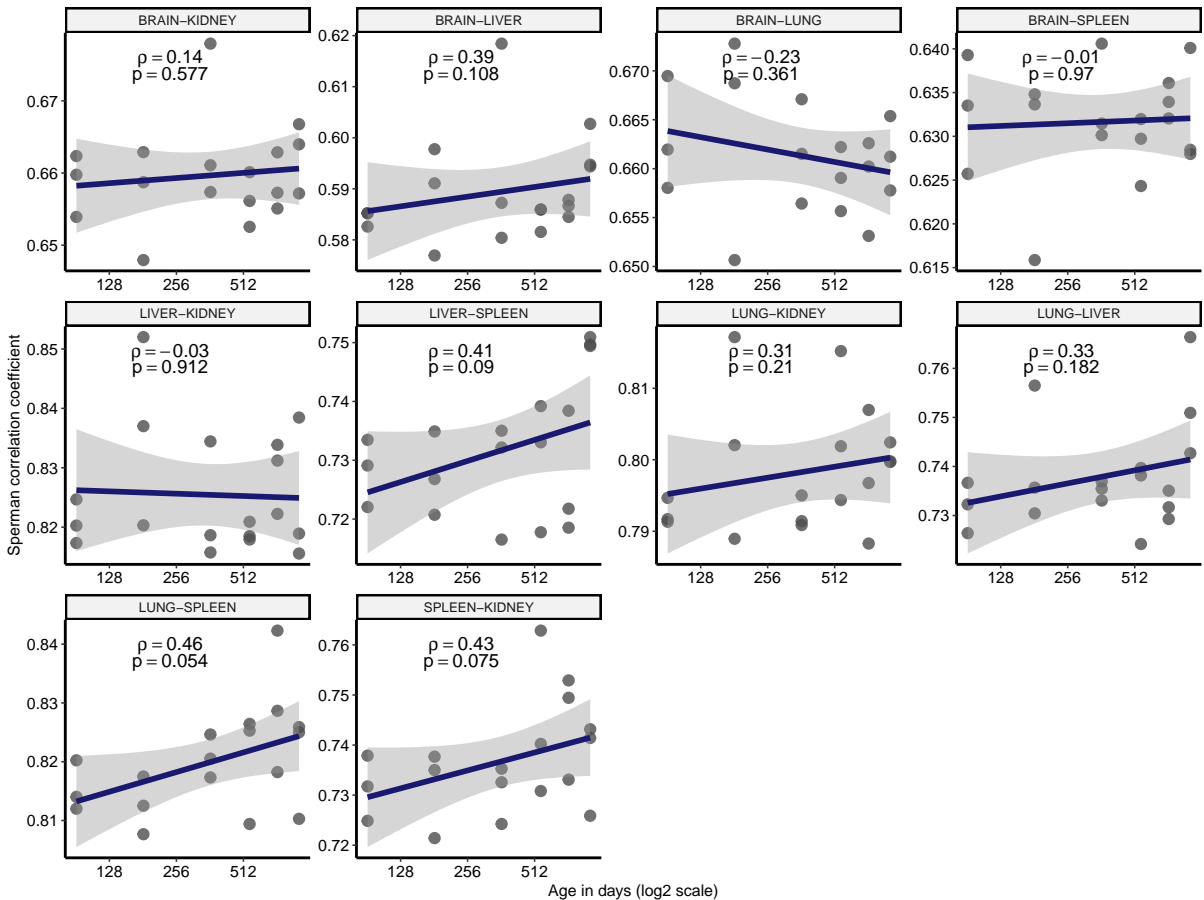 BRAIN−KIDNEY
ρ = 0.14
p = 0.577
0.67
0.66
0.65
128 256 512
BRAIN−LIVER
ρ = 0.39
p = 0.108
0.62
0.60
0.59
0.58
128 256 512
BRAIN−LUNG
ρ = −0.23
p = 0.361
0.670
0.665
0.660
0.655
0.650
128 256 512
BRAIN−SPLEEN
ρ = −0.01
p = 0.97
0.640
0.635
0.630
0.625
0.620
0.615
128 256 512
Sperman correlation coefficient
LIVER−KIDNEY
ρ = −0.03
p = 0.912
0.85
0.84
0.83
0.82
128 256 512
LIVER−SPLEEN
ρ = 0.41
p = 0.09
0.75
0.74
0.73
0.72
128 256 512
LUNG−KIDNEY
ρ = 0.31
p = 0.21
0.81
0.80
0.79
128 256 512
LUNG−LIVER
ρ = 0.33
p = 0.182
0.76
0.75
0.74
0.73
128 256 512
LUNG−SPLEEN
ρ = 0.46
p = 0.054
0.84
0.83
0.82
0.81
128 256 512
SPLEEN−KIDNEY
ρ = 0.43
p = 0.075
0.76
0.75
0.74
0.73
0.72
128 256 512
Age in days (log2 scale)